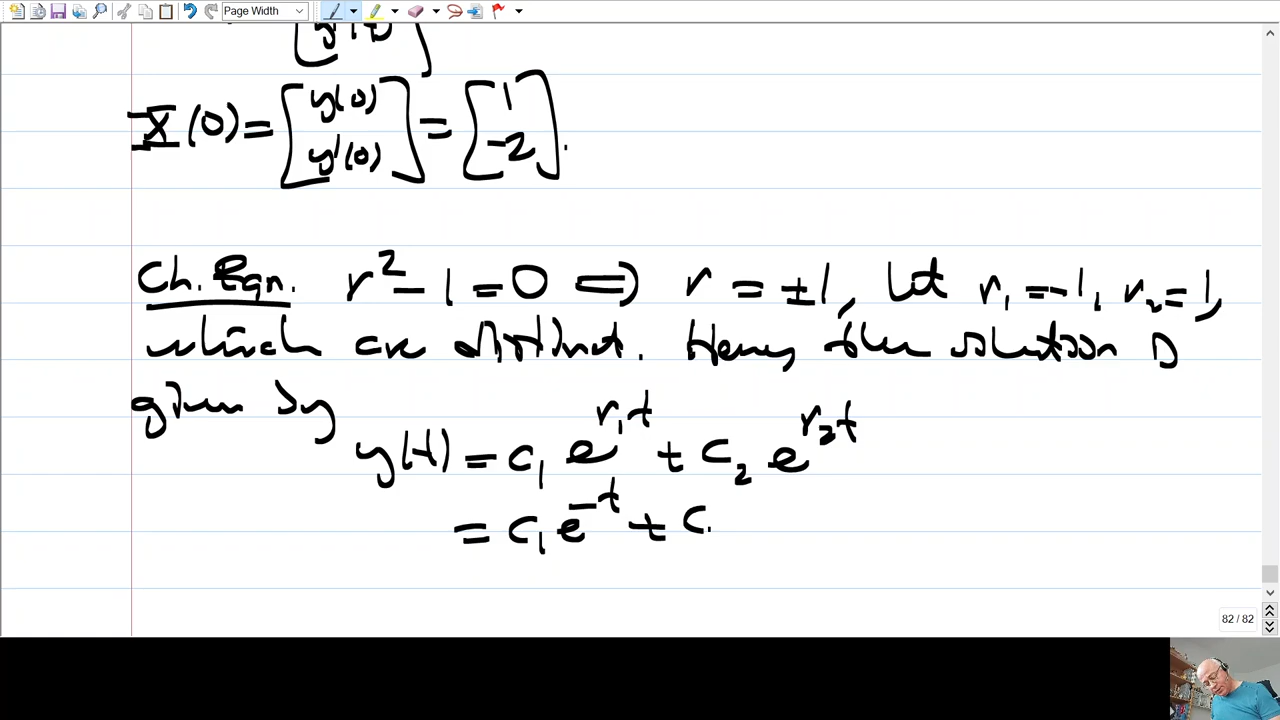 Page Width
y'(t)
X(0) = [y(0) y'(0)] = [1 -2].
Ch. Eqn. r² - 1 = 0 ⟺ r = ±1, Let r₁ = -1, r₂ = 1,
which are distinct. Hence, the solution is
given by
y(t) = c₁ e^{r₁t} + c₂ e^{r₂t}
= c₁ e^{-t} + c.
82 / 82